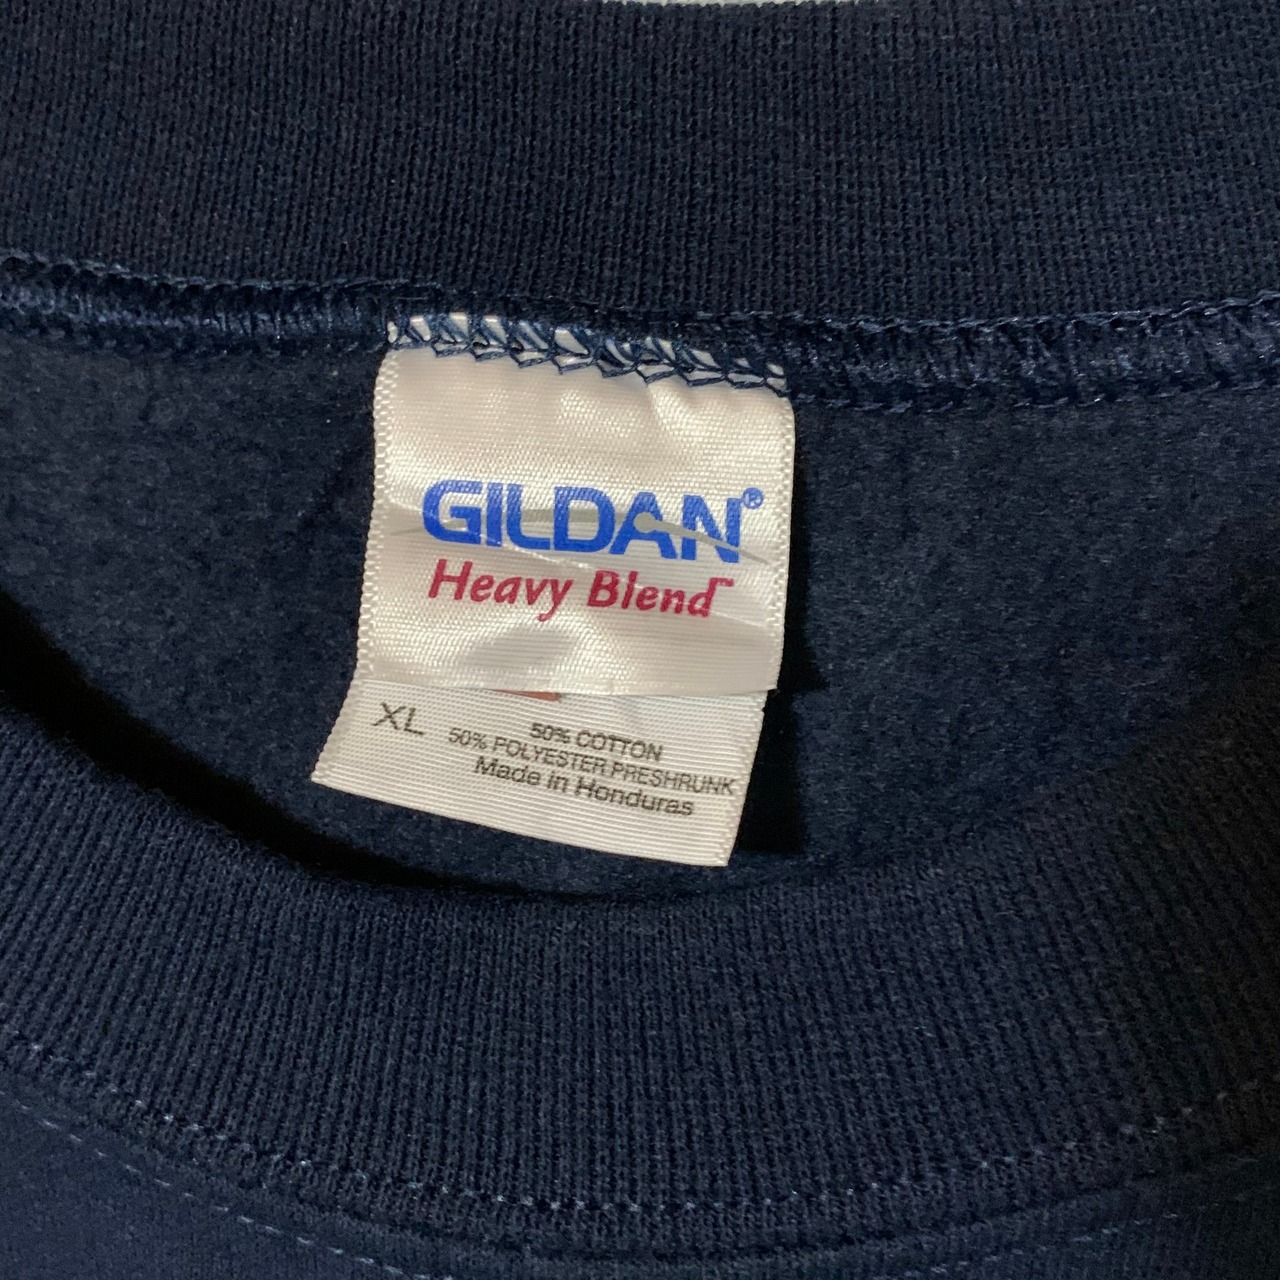 GILDAN®
Heavy Blend™
XL
50% COTTON
50% POLYESTER PRESHRUNK
Made in Honduras